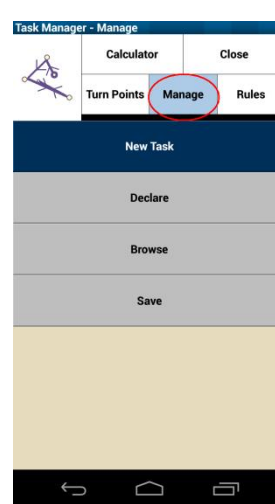 Task Manager - Manage
Calculator Close
Turn Points Manage Rules
New Task
Declare
Browse
Save